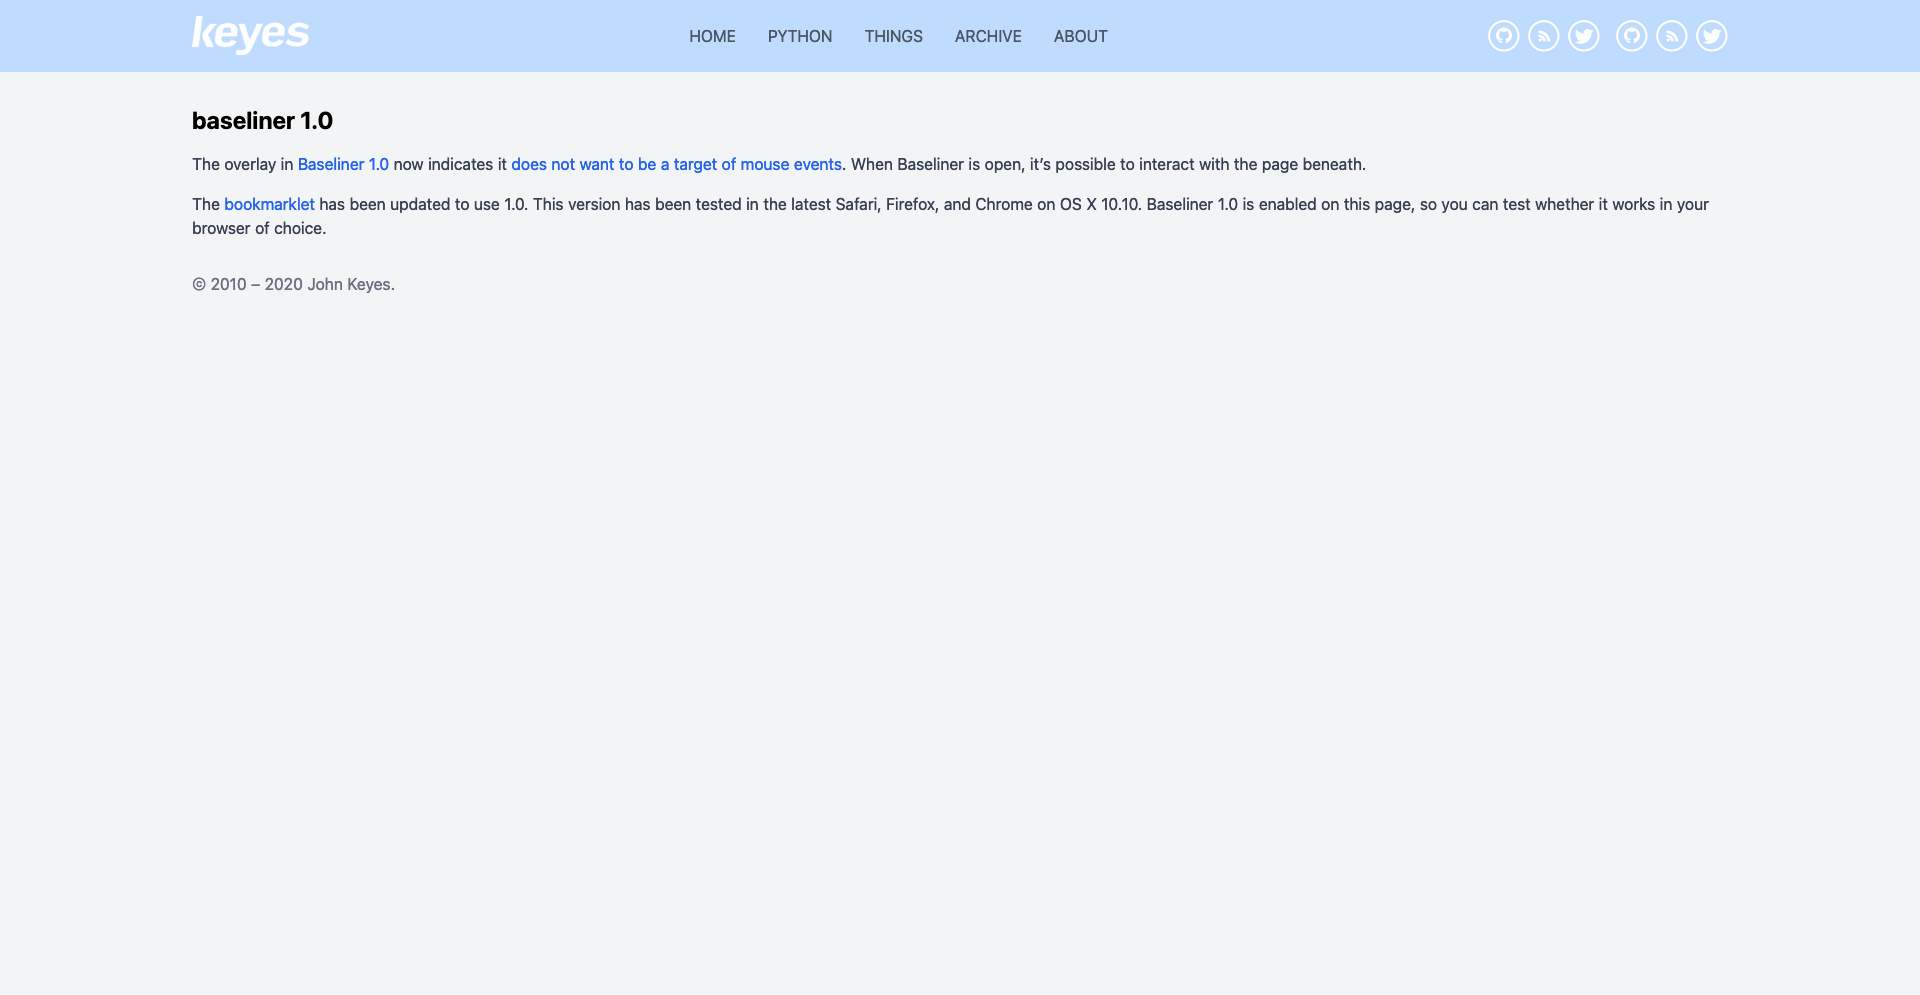 keyes
HOME PYTHON THINGS ARCHIVE ABOUT
baseliner 1.0
The overlay in Baseliner 1.0 now indicates it does not want to be a target of mouse events. When Baseliner is open, it’s possible to interact with the page beneath.
The bookmarklet has been updated to use 1.0. This version has been tested in the latest Safari, Firefox, and Chrome on OS X 10.10. Baseliner 1.0 is enabled on this page, so you can test whether it works in your
browser of choice.
© 2010 – 2020 John Keyes.